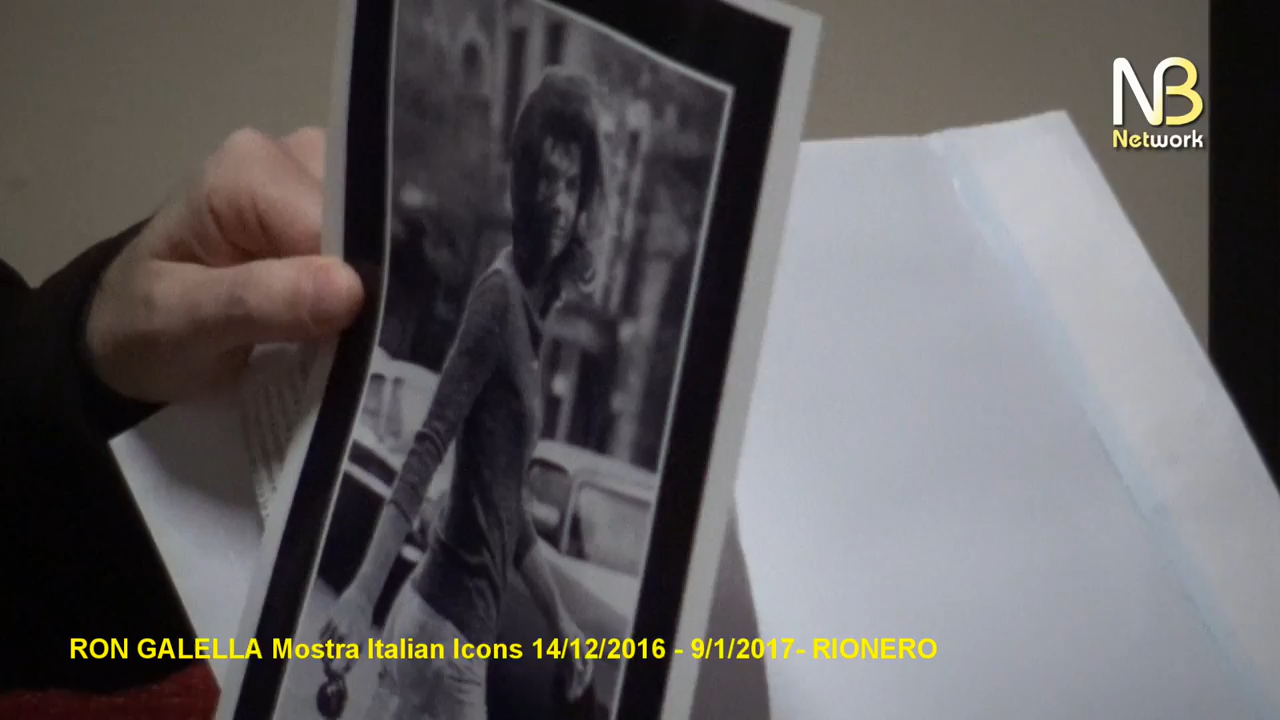 NB
Network
RON GALELLA Mostra Italian Icons 14/12/2016 - 9/1/2017- RIONERO